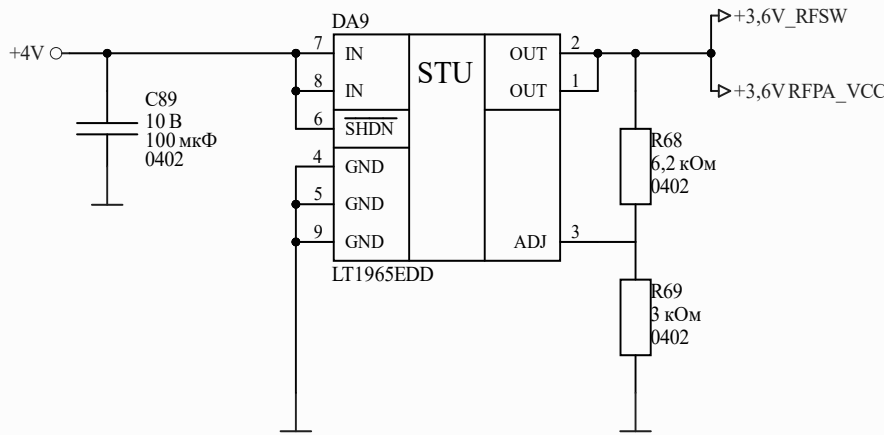 DA9
+3,6V_RFSW
+4V
7
IN
STU
OUT
2
8
IN
OUT
1
+3,6V RFPA_VCC
C89
10 В
100 мкФ
0402
6
SHDN
R68
6,2 кОм
0402
4
GND
5
GND
9
GND
ADJ
3
LT1965EDD
R69
3 кОм
0402